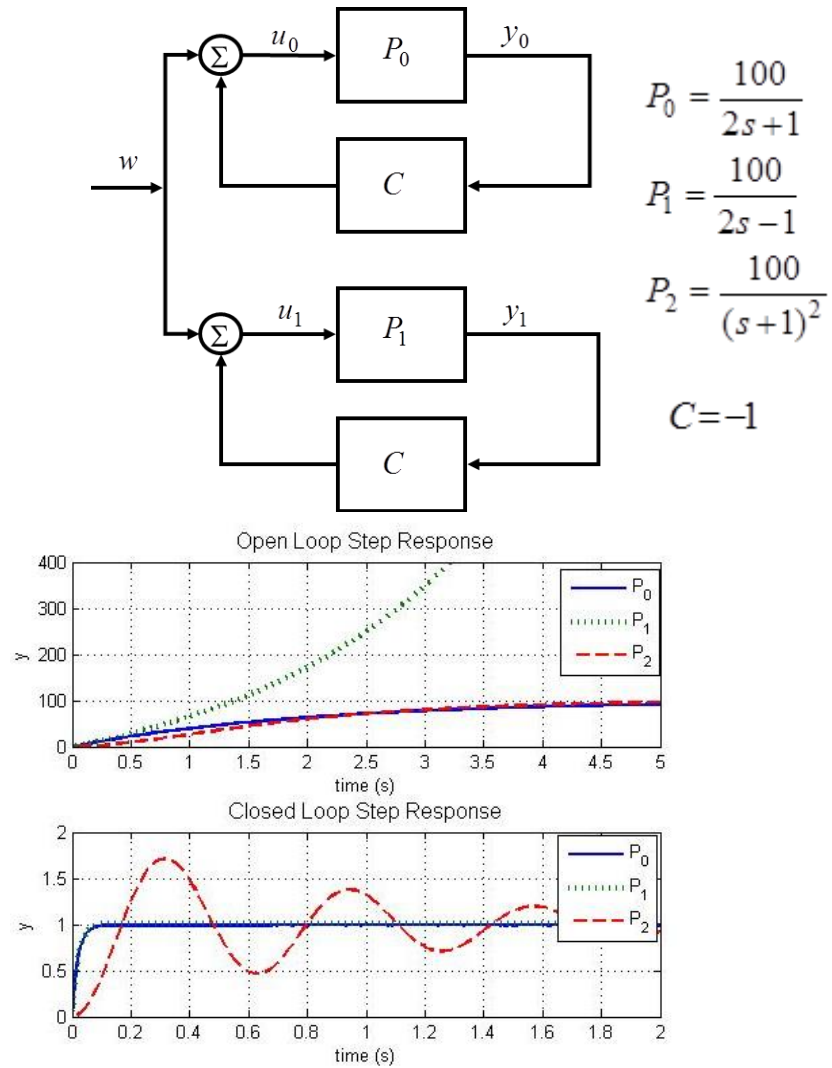 Σ
u₀
P₀
y₀
w
C
Σ
u₁
P₁
y₁
C
P₀ = 100 / (2s+1)
P₁ = 100 / (2s−1)
P₂ = 100 / (s+1)²
C=−1
Open Loop Step Response
400
300
200
100
0
y
P₀
P₁
P₂
0 0.5 1 1.5 2 2.5 3 3.5 4 4.5 5
time (s)
Closed Loop Step Response
2
1.5
1
0.5
0
y
P₀
P₁
P₂
0 0.2 0.4 0.6 0.8 1 1.2 1.4 1.6 1.8 2
time (s)